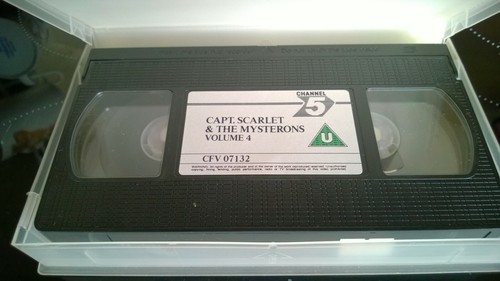 CHANNEL
5
CAPT. SCARLET
& THE MYSTERONS
VOLUME 4
U
CFV 07132